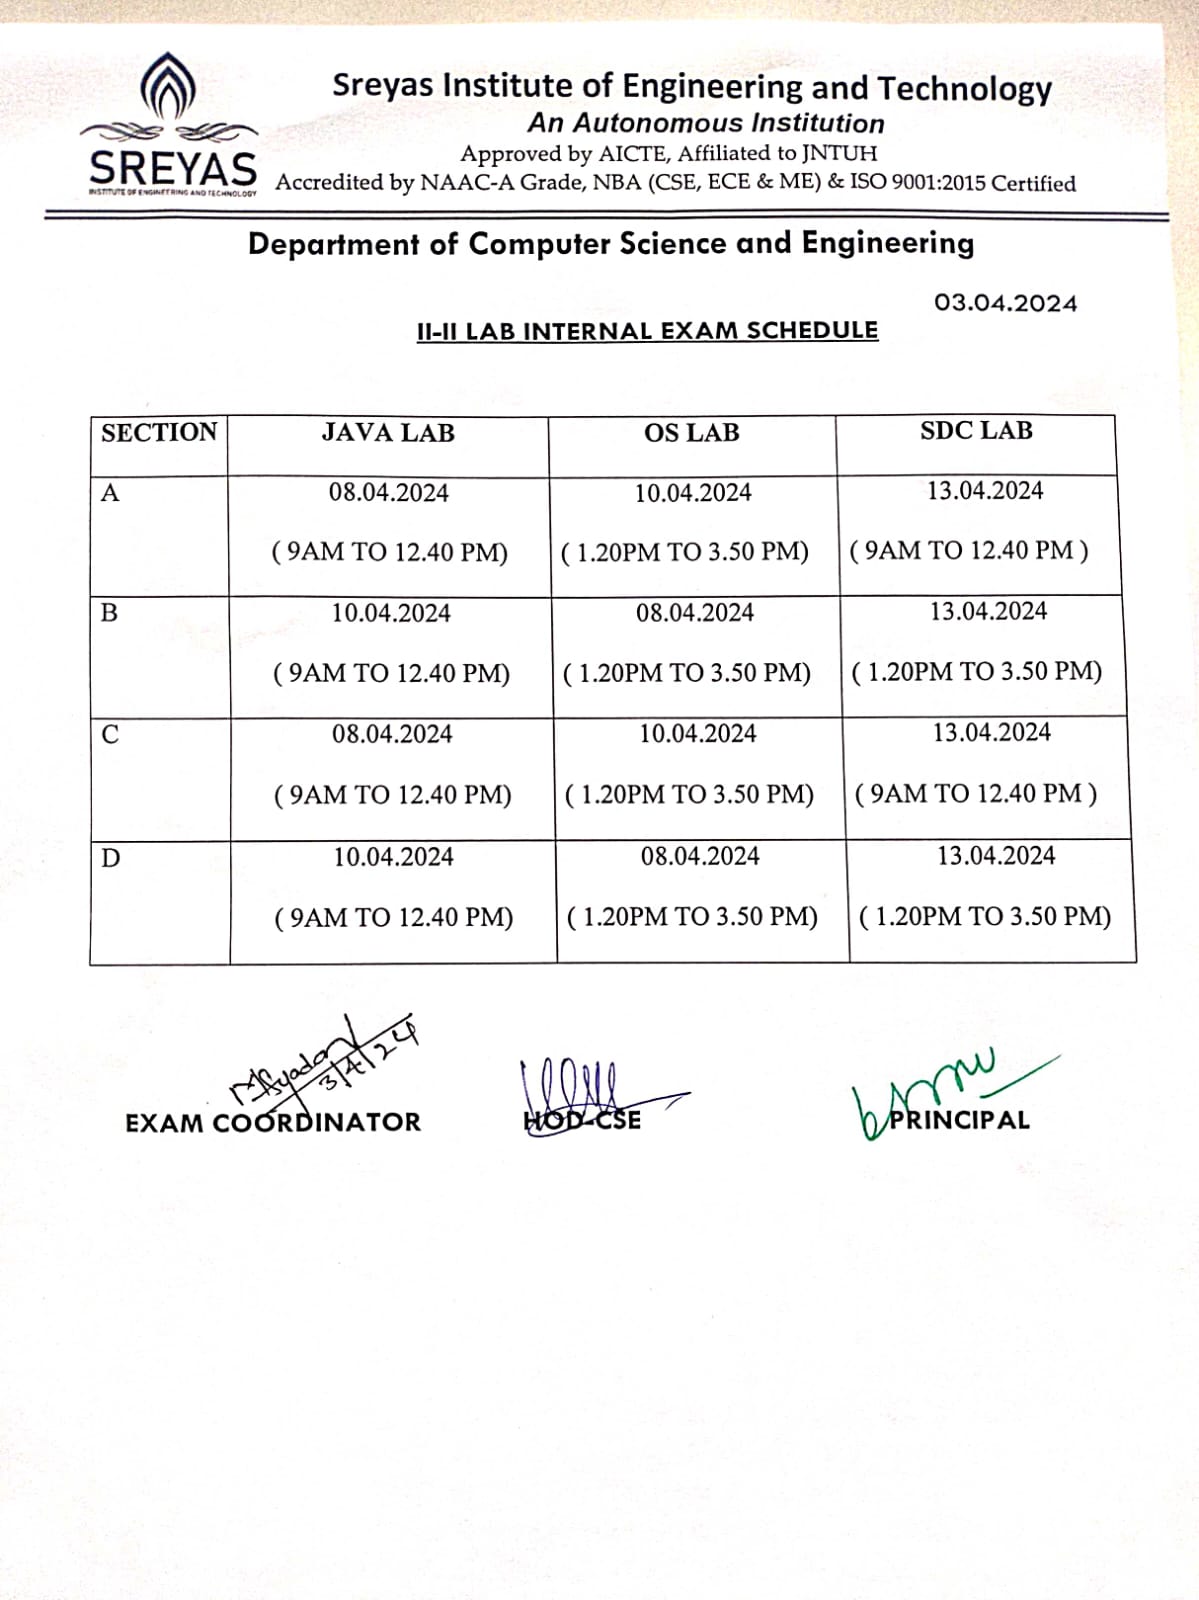 SREYAS
INSTITUTE OF ENGINEERING AND TECHNOLOGY
Sreyas Institute of Engineering and Technology
An Autonomous Institution
Approved by AICTE, Affiliated to JNTUH
Accredited by NAAC-A Grade, NBA (CSE, ECE & ME) & ISO 9001:2015 Certified
Department of Computer Science and Engineering
03.04.2024
II-II LAB INTERNAL EXAM SCHEDULE
SECTION JAVA LAB OS LAB SDC LAB
A 08.04.2024 10.04.2024 13.04.2024
( 9AM TO 12.40 PM) ( 1.20PM TO 3.50 PM) ( 9AM TO 12.40 PM )
B 10.04.2024 08.04.2024 13.04.2024
( 9AM TO 12.40 PM) ( 1.20PM TO 3.50 PM) ( 1.20PM TO 3.50 PM)
C 08.04.2024 10.04.2024 13.04.2024
( 9AM TO 12.40 PM) ( 1.20PM TO 3.50 PM) ( 9AM TO 12.40 PM )
D 10.04.2024 08.04.2024 13.04.2024
( 9AM TO 12.40 PM) ( 1.20PM TO 3.50 PM) ( 1.20PM TO 3.50 PM)
3/4/24
EXAM COORDINATOR HOD-CSE PRINCIPAL